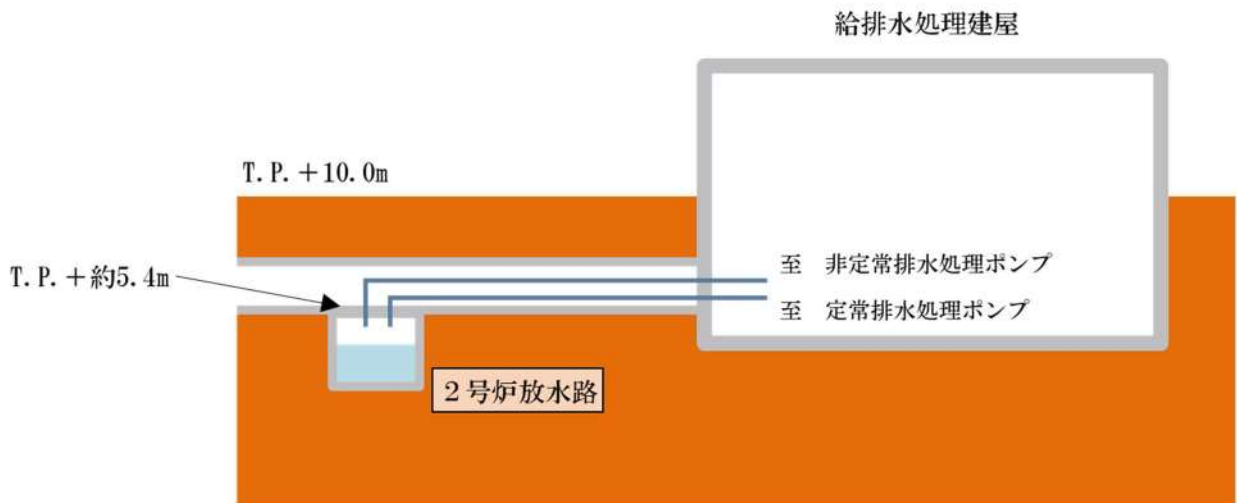 給排水処理建屋
T.P.+10.0m
T.P.+約5.4m
至 非定常排水処理ポンプ
至 定常排水処理ポンプ
2号炉放水路